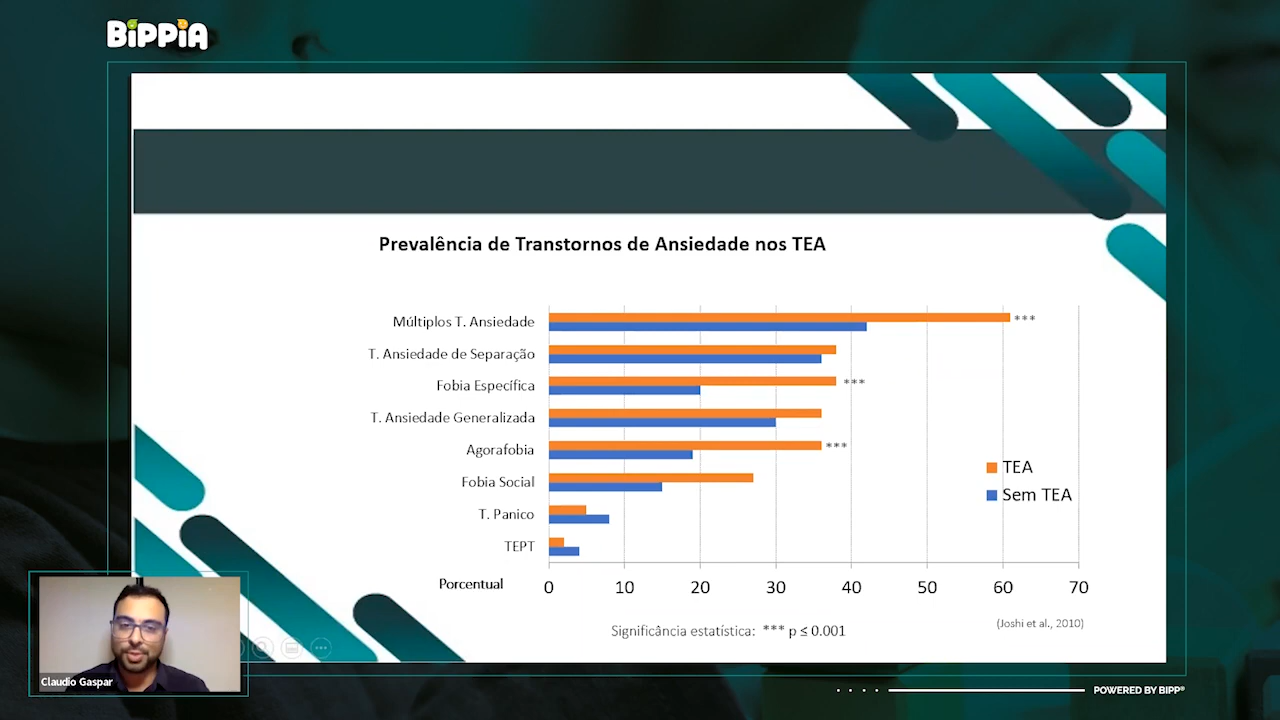 BiPPiA
Prevalência de Transtornos de Ansiedade nos TEA
Múltiplos T. Ansiedade
***
T. Ansiedade de Separação
Fobia Específica
***
T. Ansiedade Generalizada
Agorafobia
***
Fobia Social
T. Panico
TEPT
TEA
Sem TEA
Porcentual
0 10 20 30 40 50 60 70
Significância estatística: *** p ≤ 0.001
(Joshi et al., 2010)
Claudio Gaspar
POWERED BY BIPP®